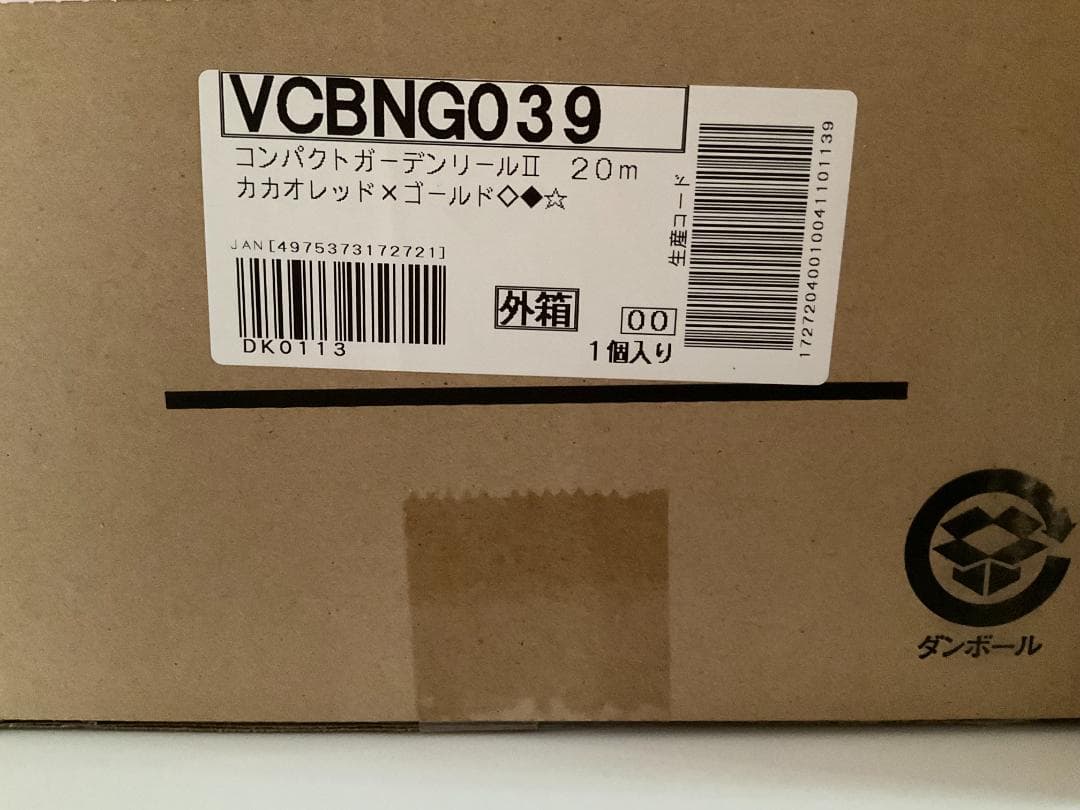 VCBNG039
コンパクトガーデンリールⅡ 20m
カカオレッド×ゴールド◇◆☆
JAN[4975373172721]
DK0113
外箱
00
1個入り
生産コード
17272040010041101139
ダンボール